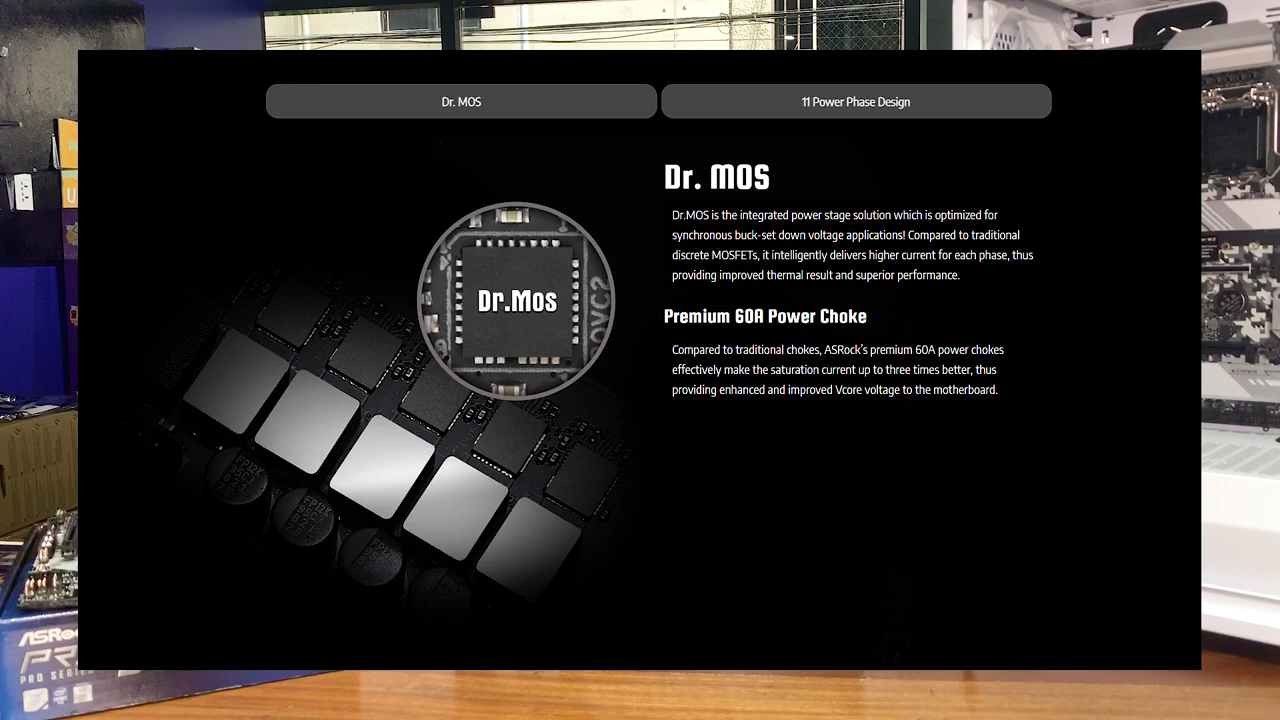 Dr. MOS
11 Power Phase Design
Dr. MOS
Dr.MOS is the integrated power stage solution which is optimized for
synchronous buck-set down voltage applications! Compared to traditional
discrete MOSFETs, it intelligently delivers higher current for each phase, thus
providing improved thermal result and superior performance.
Dr.Mos
Premium 60A Power Choke
Compared to traditional chokes, ASRock's premium 60A power chokes
effectively make the saturation current up to three times better, thus
providing enhanced and improved Vcore voltage to the motherboard.
FP12K
FP12K
PRO SERIES